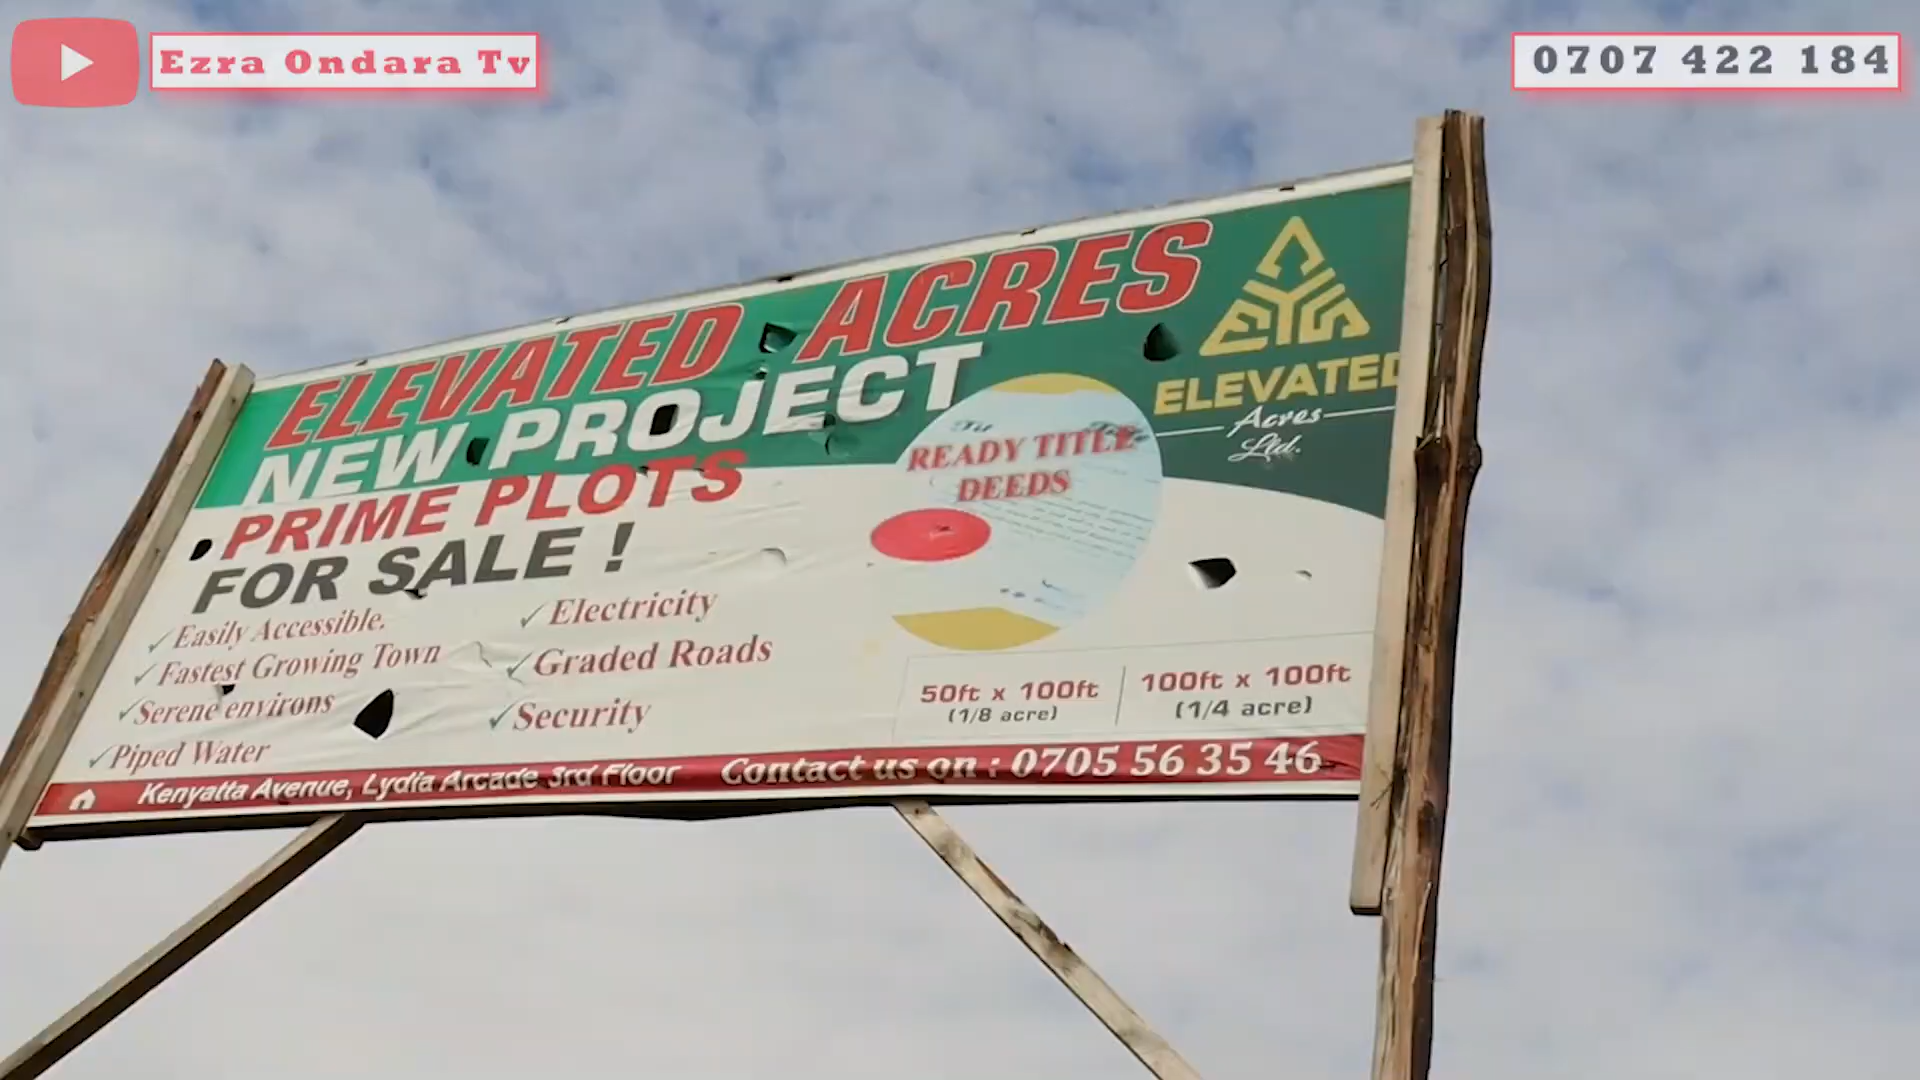 Ezra Ondara Tv
0707 422 184
ELEVATED ACRES
NEW PROJECT
PRIME PLOTS
FOR SALE !
✓ Easily Accessible.
✓ Fastest Growing Town
✓ Serene environs
✓ Piped Water
✓ Electricity
✓ Graded Roads
✓ Security
READY TITLE
DEEDS
ELEVATED
Acres
Ltd.
50ft x 100ft
(1/8 acre)
100ft x 100ft
(1/4 acre)
Kenyatta Avenue, Lydia Arcade 3rd Floor
Contact us on : 0705 56 35 46